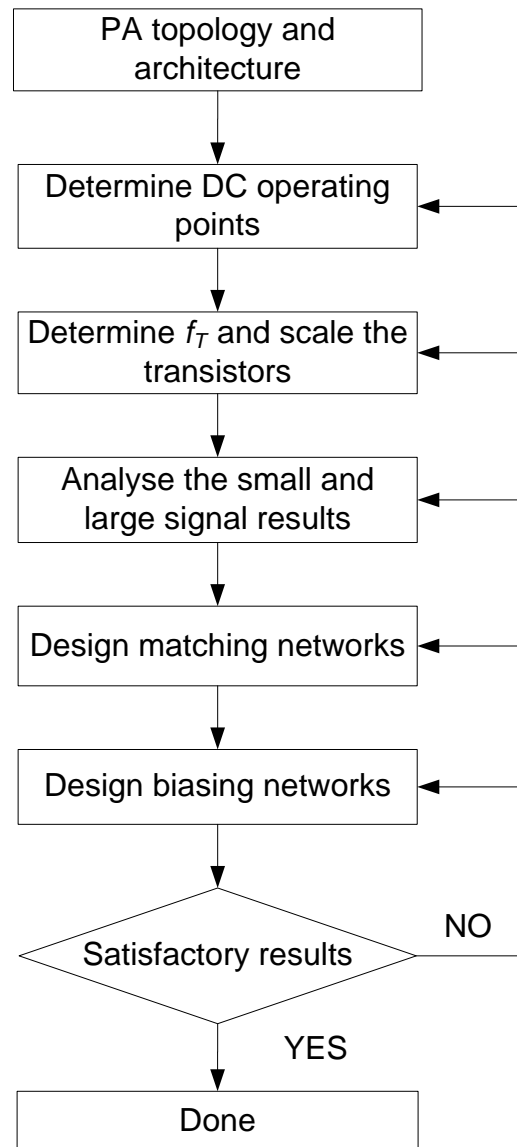 PA topology and
architecture
Determine DC operating
points
Determine fT and scale the
transistors
Analyse the small and
large signal results
Design matching networks
Design biasing networks
Satisfactory results
NO
YES
Done